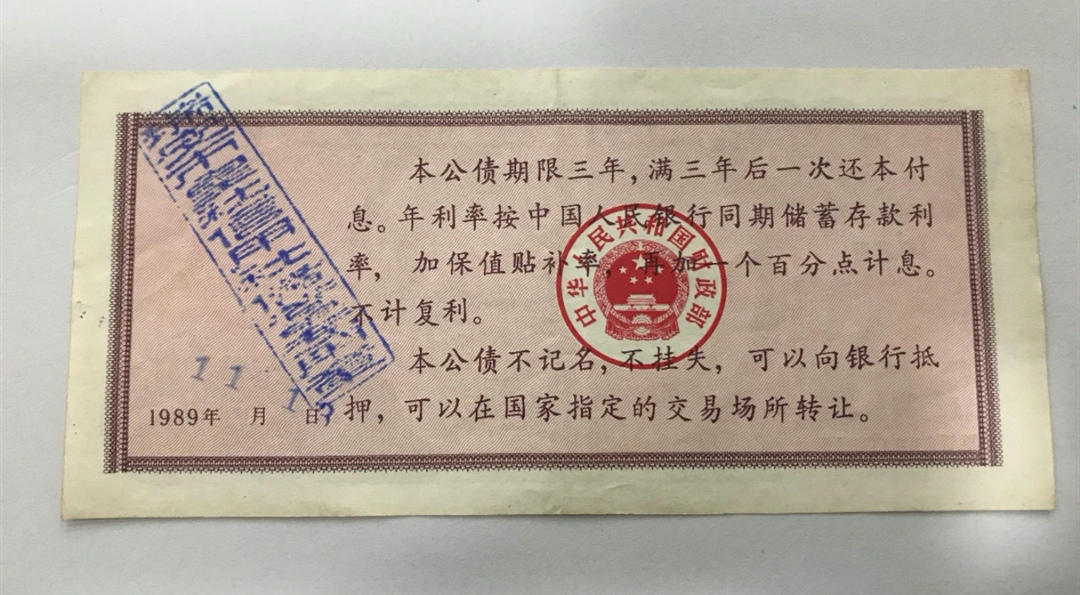 本公债期限三年,满三年后一次还本付
息。年利率按中国人民银行同期储蓄存款利
率,加保值贴补率,再加一个百分点计息。
不计复利。
本公债不记名,不挂失,可以向银行抵
押,可以在国家指定的交易场所转让。
中华人民共和国财政部
11
1989年 月 日